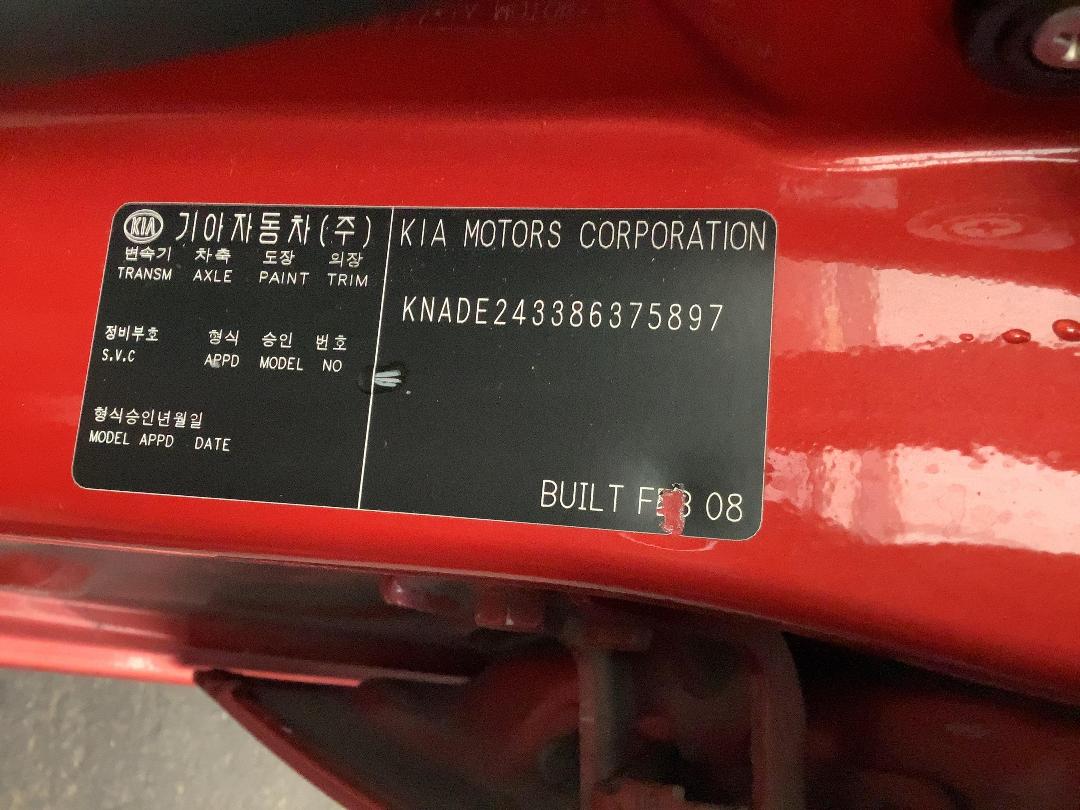 KIA 기아자동차(주)
변속기 차축 도장 의장
TRANSM AXLE PAINT TRIM
정비부호 형식 승인 번호
S.V.C APPD MODEL NO
형식승인년월일
MODEL APPD DATE
KIA MOTORS CORPORATION
KNADE243386375897
BUILT FEB 08